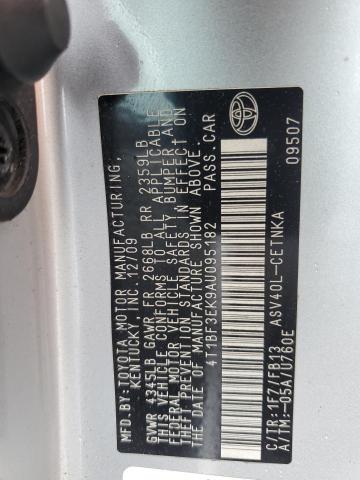 MFD.BY:TOYOTA MOTOR MANUFACTURING,
KENTUCKY, INC. 12/09
GVWR 4345LB GAWR FR 2668LB RR 2359LB
THIS VEHICLE CONFORMS TO ALL APPLICABLE
FEDERAL MOTOR VEHICLE SAFETY, BUMPER, AND
THEFT PREVENTION STANDARDS IN EFFECT ON
THE DATE OF MANUFACTURE SHOWN ABOVE.
4T1BF3EK9AU095182 PASS.CAR
C/TR:1F7/FB13 ASV40L-CETNKA
A/TM:-05A/U760E 09507